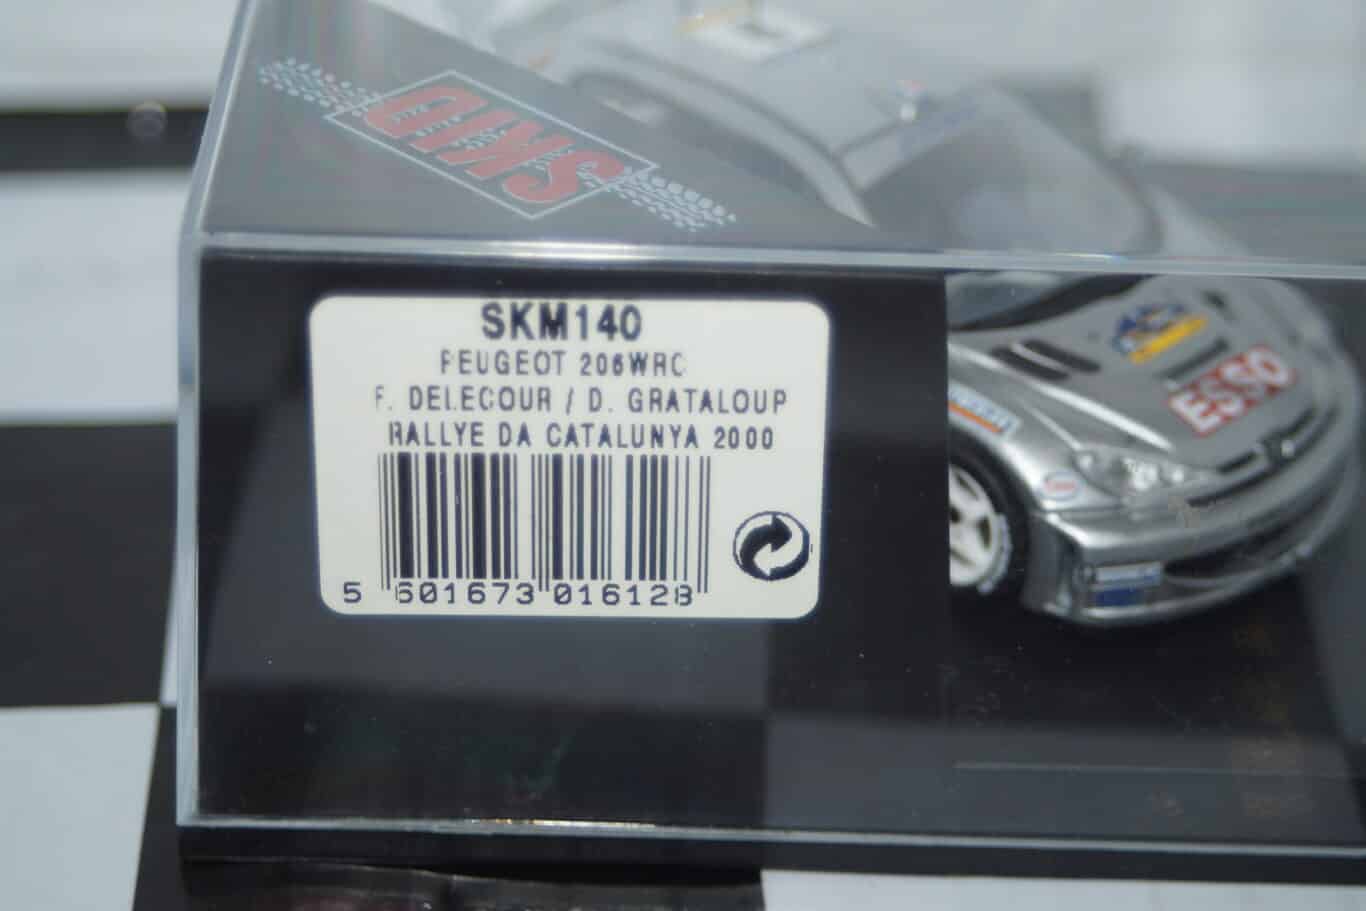 SKID
SKM140
PEUGEOT 206WRC
F. DELECOUR / D. GRATALOUP
RALLYE DA CATALUNYA 2000
5 601673 016128
ESSO